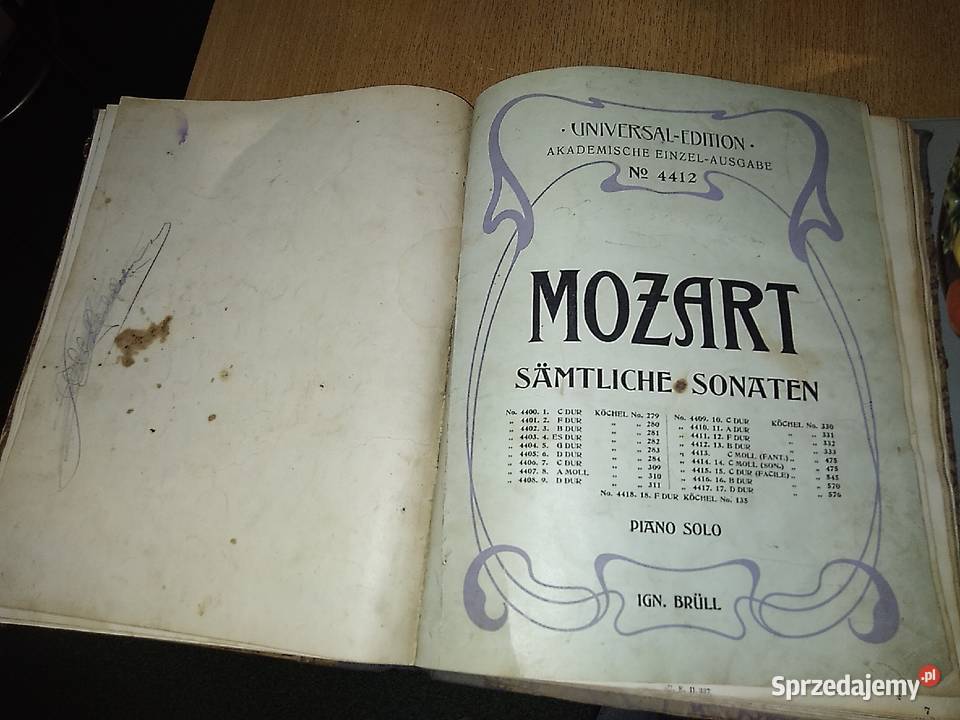 · UNIVERSAL-EDITION ·
AKADEMISCHE EINZEL-AUSGABE
No 4412
MOZART
SÄMTLICHE SONATEN
No. 4400. 1. C DUR KÖCHEL No. 279
„ 4401. 2. F DUR „ „ 280
„ 4402. 3. B DUR „ „ 281
„ 4403. 4. ES DUR „ „ 282
„ 4404. 5. G DUR „ „ 283
„ 4405. 6. D DUR „ „ 284
„ 4406. 7. C DUR „ „ 309
„ 4407. 8. A MOLL „ „ 310
„ 4408. 9. D DUR „ „ 311
No. 4409. 10. C DUR KÖCHEL No. 330
„ 4410. 11. A DUR „ „ 331
„ 4411. 12. F DUR „ „ 332
„ 4412. 13. B DUR „ „ 333
„ 4413. C MOLL (FANT.) „ „ 475
„ 4414. 14. C MOLL (SON.) „ „ 475
„ 4415. 15. C DUR (FACILE) „ „ 545
„ 4416. 16. B DUR „ „ 570
„ 4417. 17. D DUR „ „ 576
No. 4418. 18. F DUR KÖCHEL No. 135
PIANO SOLO
IGN. BRÜLL
7
Sprzedajemy.pl